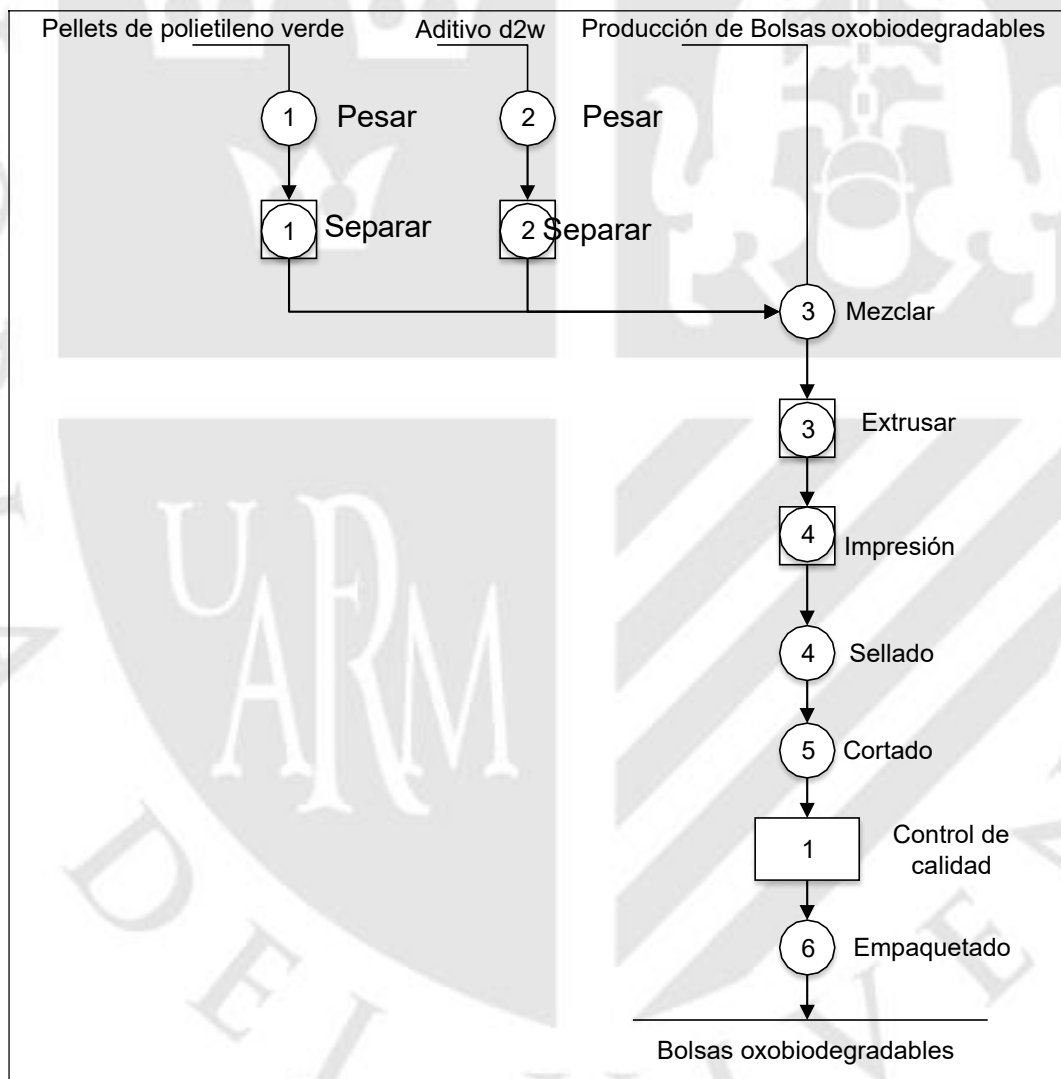 Pellets de polietileno verde
Aditivo d2w
Producción de Bolsas oxobiodegradables
1 Pesar
2 Pesar
1 Separar
2 Separar
3 Mezclar
3 Extrusar
4 Impresión
4 Sellado
5 Cortado
1 Control de
calidad
6 Empaquetado
Bolsas oxobiodegradables
UARM